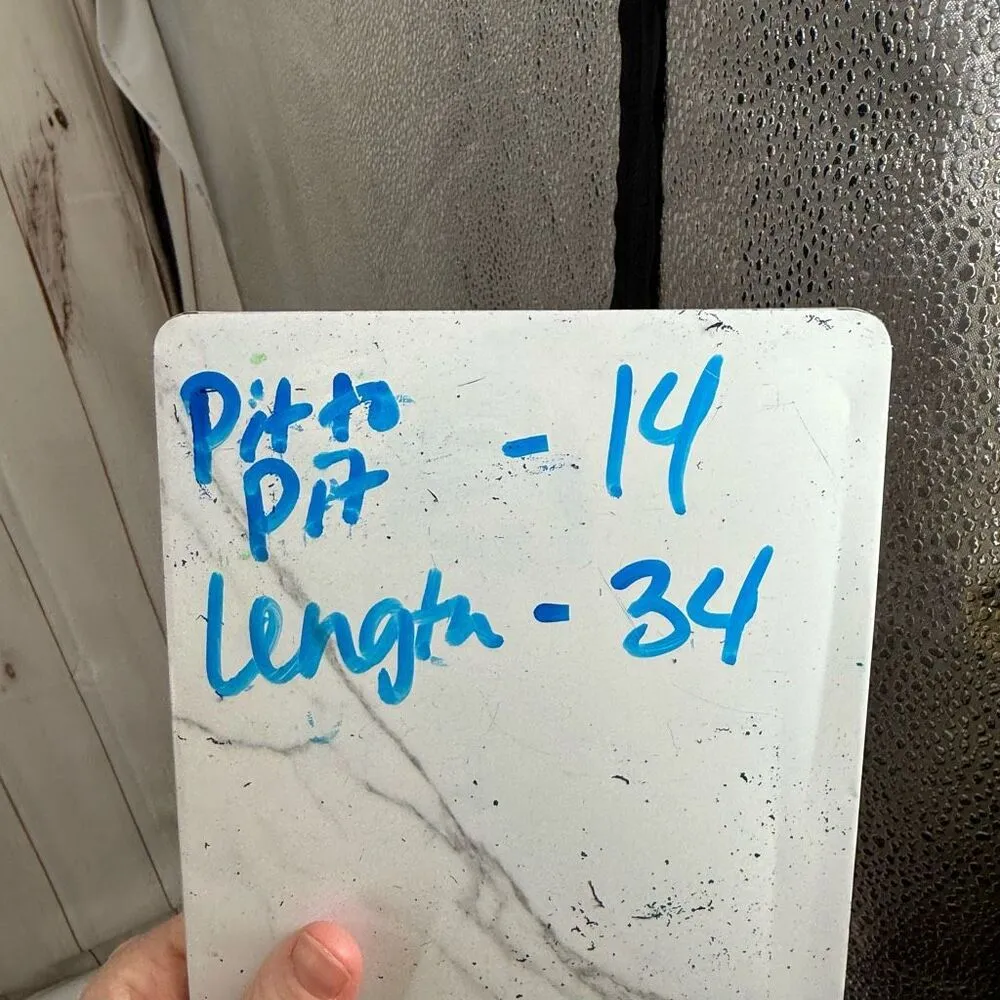 Pit to
Pit - 14
Length - 34